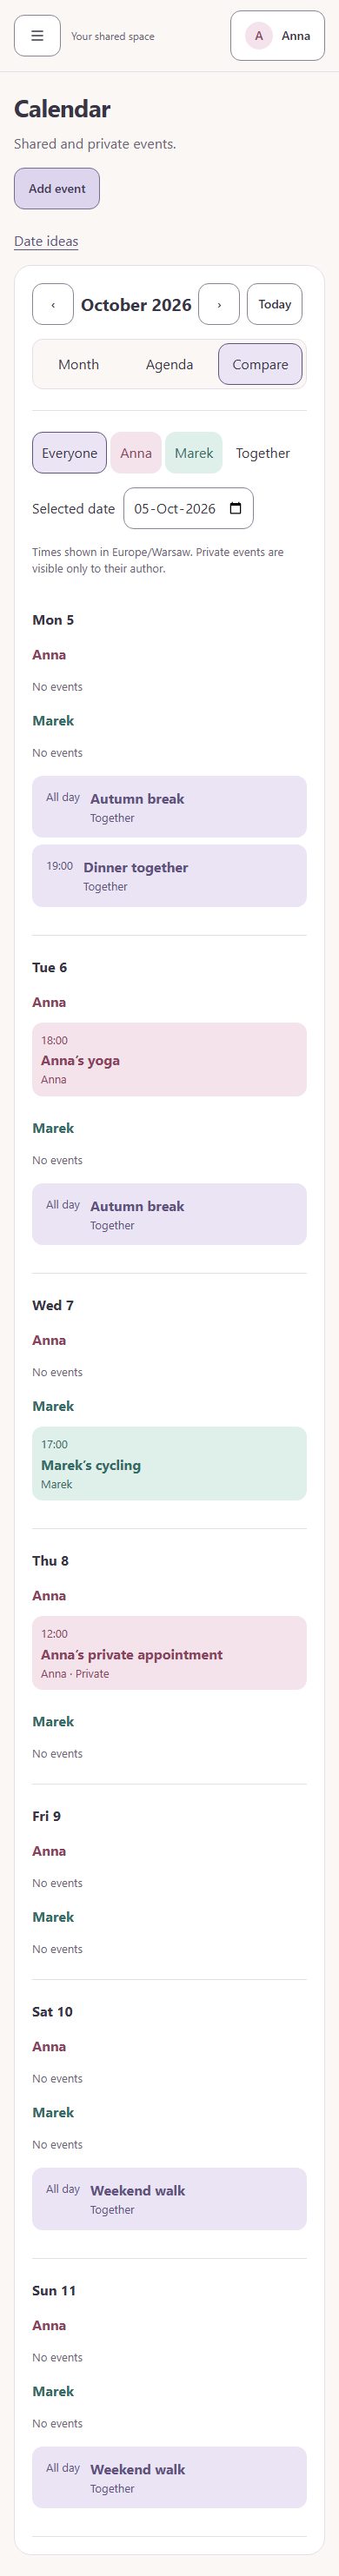 Your shared space
A
Anna
Calendar
Shared and private events.
Add event
Date ideas
‹
October 2026
›
Today
Month
Agenda
Compare
Everyone
Anna
Marek
Together
Selected date
05-Oct-2026
Times shown in Europe/Warsaw. Private events are
visible only to their author.
Mon 5
Anna
No events
Marek
No events
All day
Autumn break
Together
19:00
Dinner together
Together
Tue 6
Anna
18:00
Anna's yoga
Anna
Marek
No events
All day
Autumn break
Together
Wed 7
Anna
No events
Marek
17:00
Marek's cycling
Marek
Thu 8
Anna
12:00
Anna's private appointment
Anna · Private
Marek
No events
Fri 9
Anna
No events
Marek
No events
Sat 10
Anna
No events
Marek
No events
All day
Weekend walk
Together
Sun 11
Anna
No events
Marek
No events
All day
Weekend walk
Together